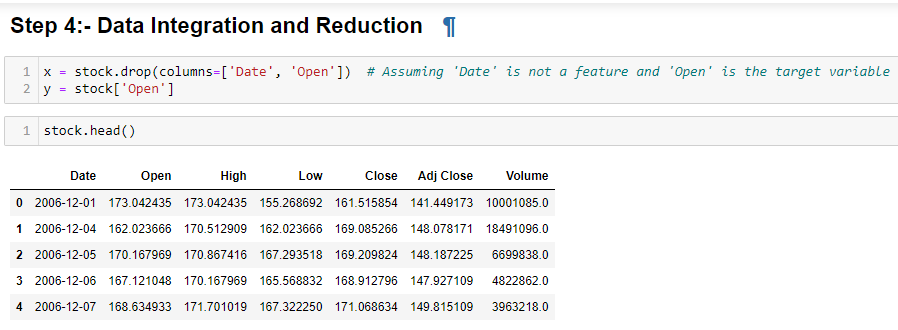 Step 4:- Data Integration and Reduction ¶
1 x = stock.drop(columns=['Date', 'Open']) # Assuming 'Date' is not a feature and 'Open' is the target variable
2 y = stock['Open']
1 stock.head()
Date Open High Low Close Adj Close Volume
0 2006-12-01 173.042435 173.042435 155.268692 161.515854 141.449173 10001085.0
1 2006-12-04 162.023666 170.512909 162.023666 169.085266 148.078171 18491096.0
2 2006-12-05 170.167969 170.867416 167.293518 169.209824 148.187225 6699838.0
3 2006-12-06 167.121048 170.167969 165.568832 168.912796 147.927109 4822862.0
4 2006-12-07 168.634933 171.701019 167.322250 171.068634 149.815109 3963218.0